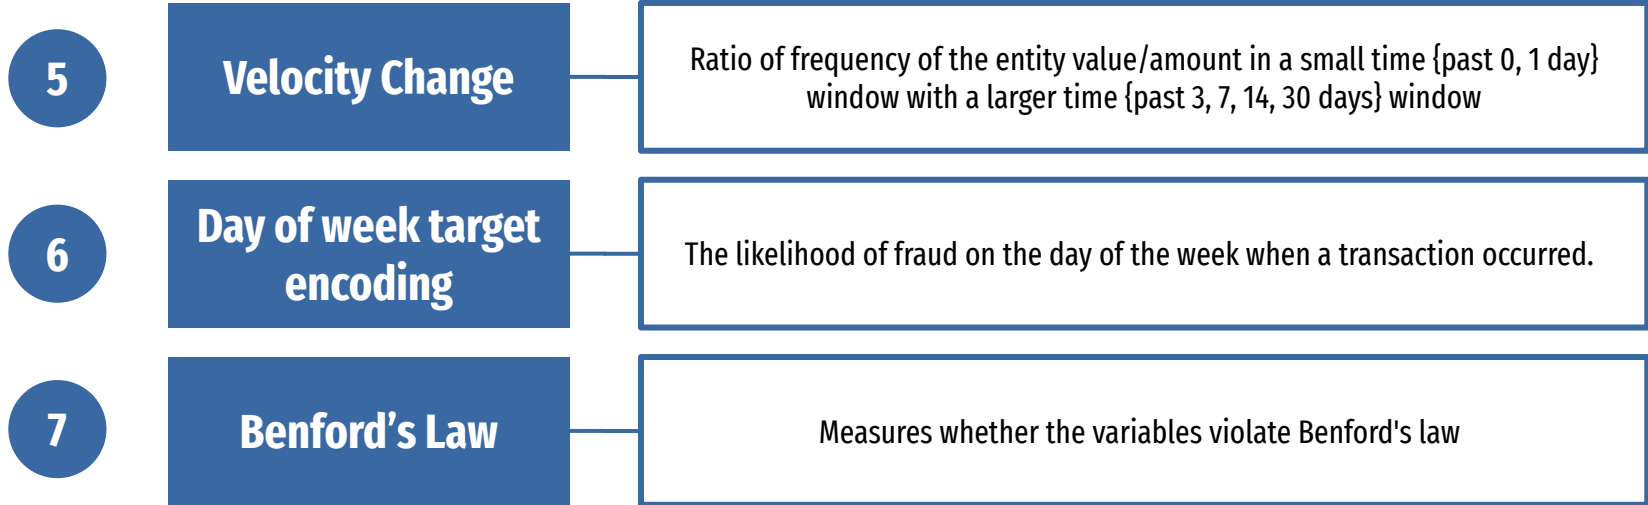 5
Velocity Change
Ratio of frequency of the entity value/amount in a small time {past 0, 1 day}
window with a larger time {past 3, 7, 14, 30 days} window
6
Day of week target
encoding
The likelihood of fraud on the day of the week when a transaction occurred.
7
Benford’s Law
Measures whether the variables violate Benford's law